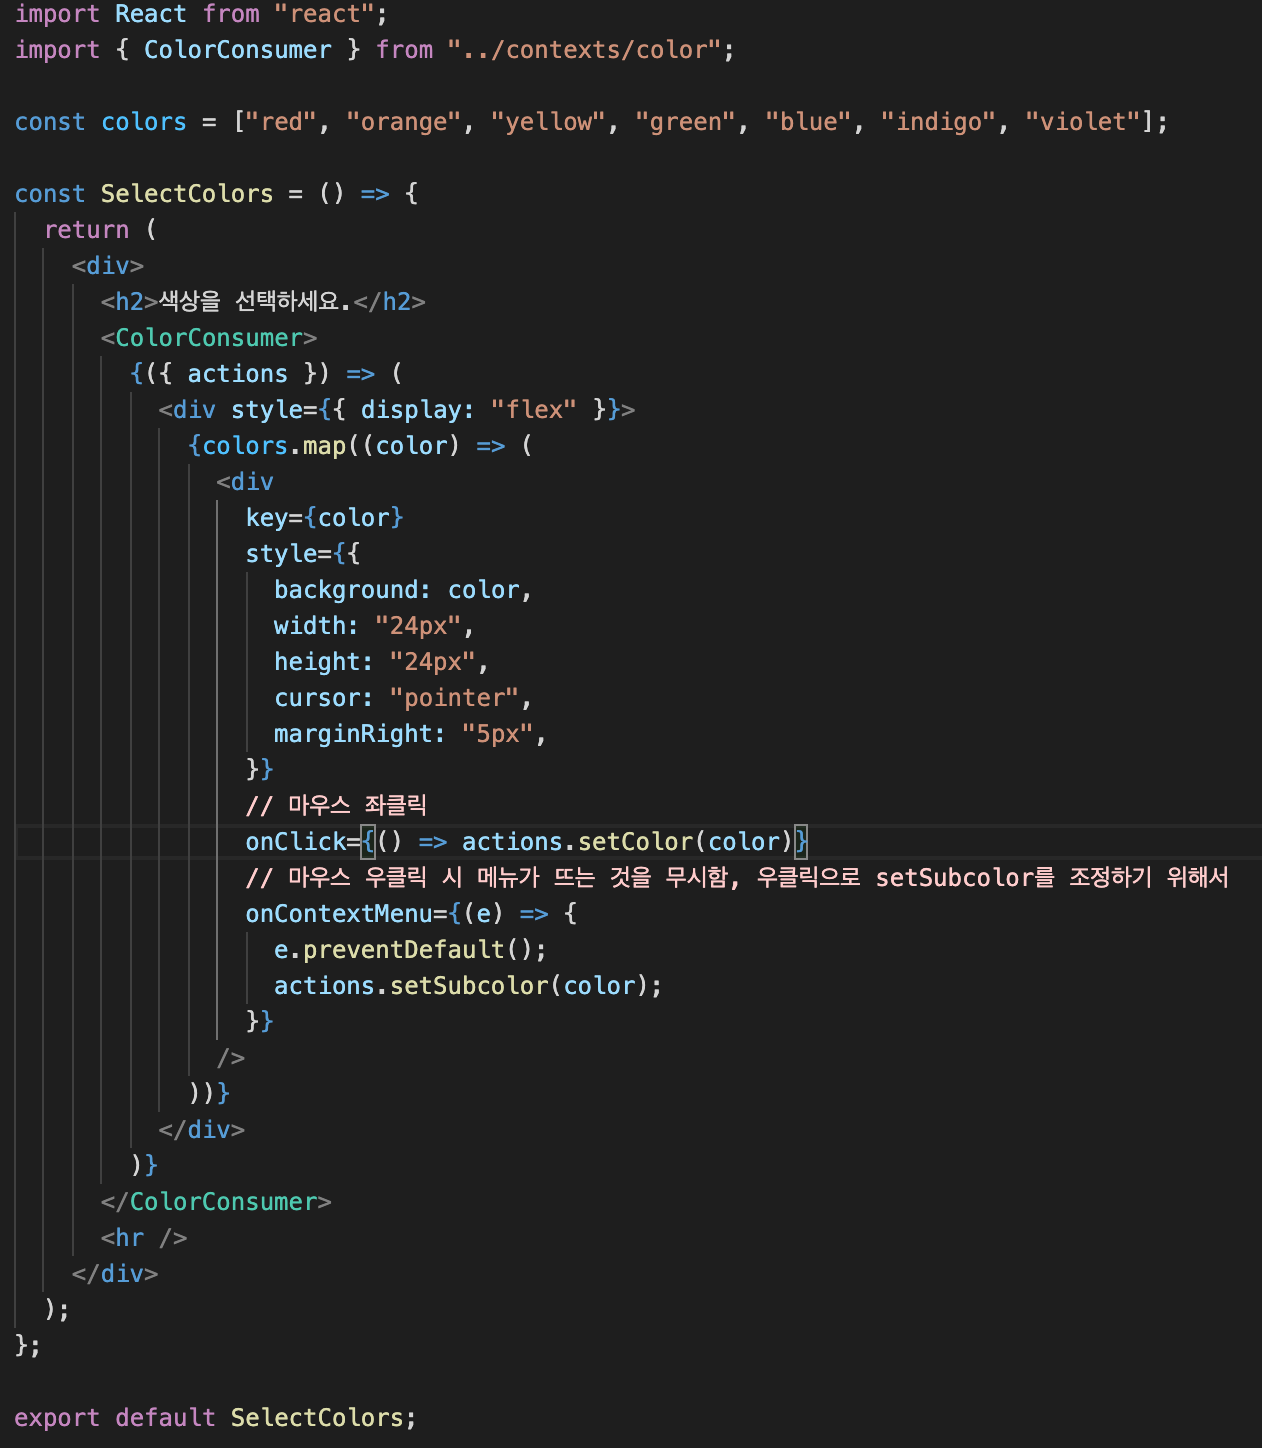 import React from "react";
import { ColorConsumer } from "../contexts/color";

const colors = ["red", "orange", "yellow", "green", "blue", "indigo", "violet"];

const SelectColors = () => {
  return (
    <div>
      <h2>색상을 선택하세요.</h2>
      <ColorConsumer>
        {({ actions }) => (
          <div style={{ display: "flex" }}>
            {colors.map((color) => (
              <div
                key={color}
                style={{
                  background: color,
                  width: "24px",
                  height: "24px",
                  cursor: "pointer",
                  marginRight: "5px",
                }}
                // 마우스 좌클릭
                onClick={() => actions.setColor(color)}
                // 마우스 우클릭 시 메뉴가 뜨는 것을 무시함, 우클릭으로 setSubcolor를 조정하기 위해서
                onContextMenu={(e) => {
                  e.preventDefault();
                  actions.setSubcolor(color);
                }}
              />
            ))}
          </div>
        )}
      </ColorConsumer>
      <hr />
    </div>
  );
};

export default SelectColors;